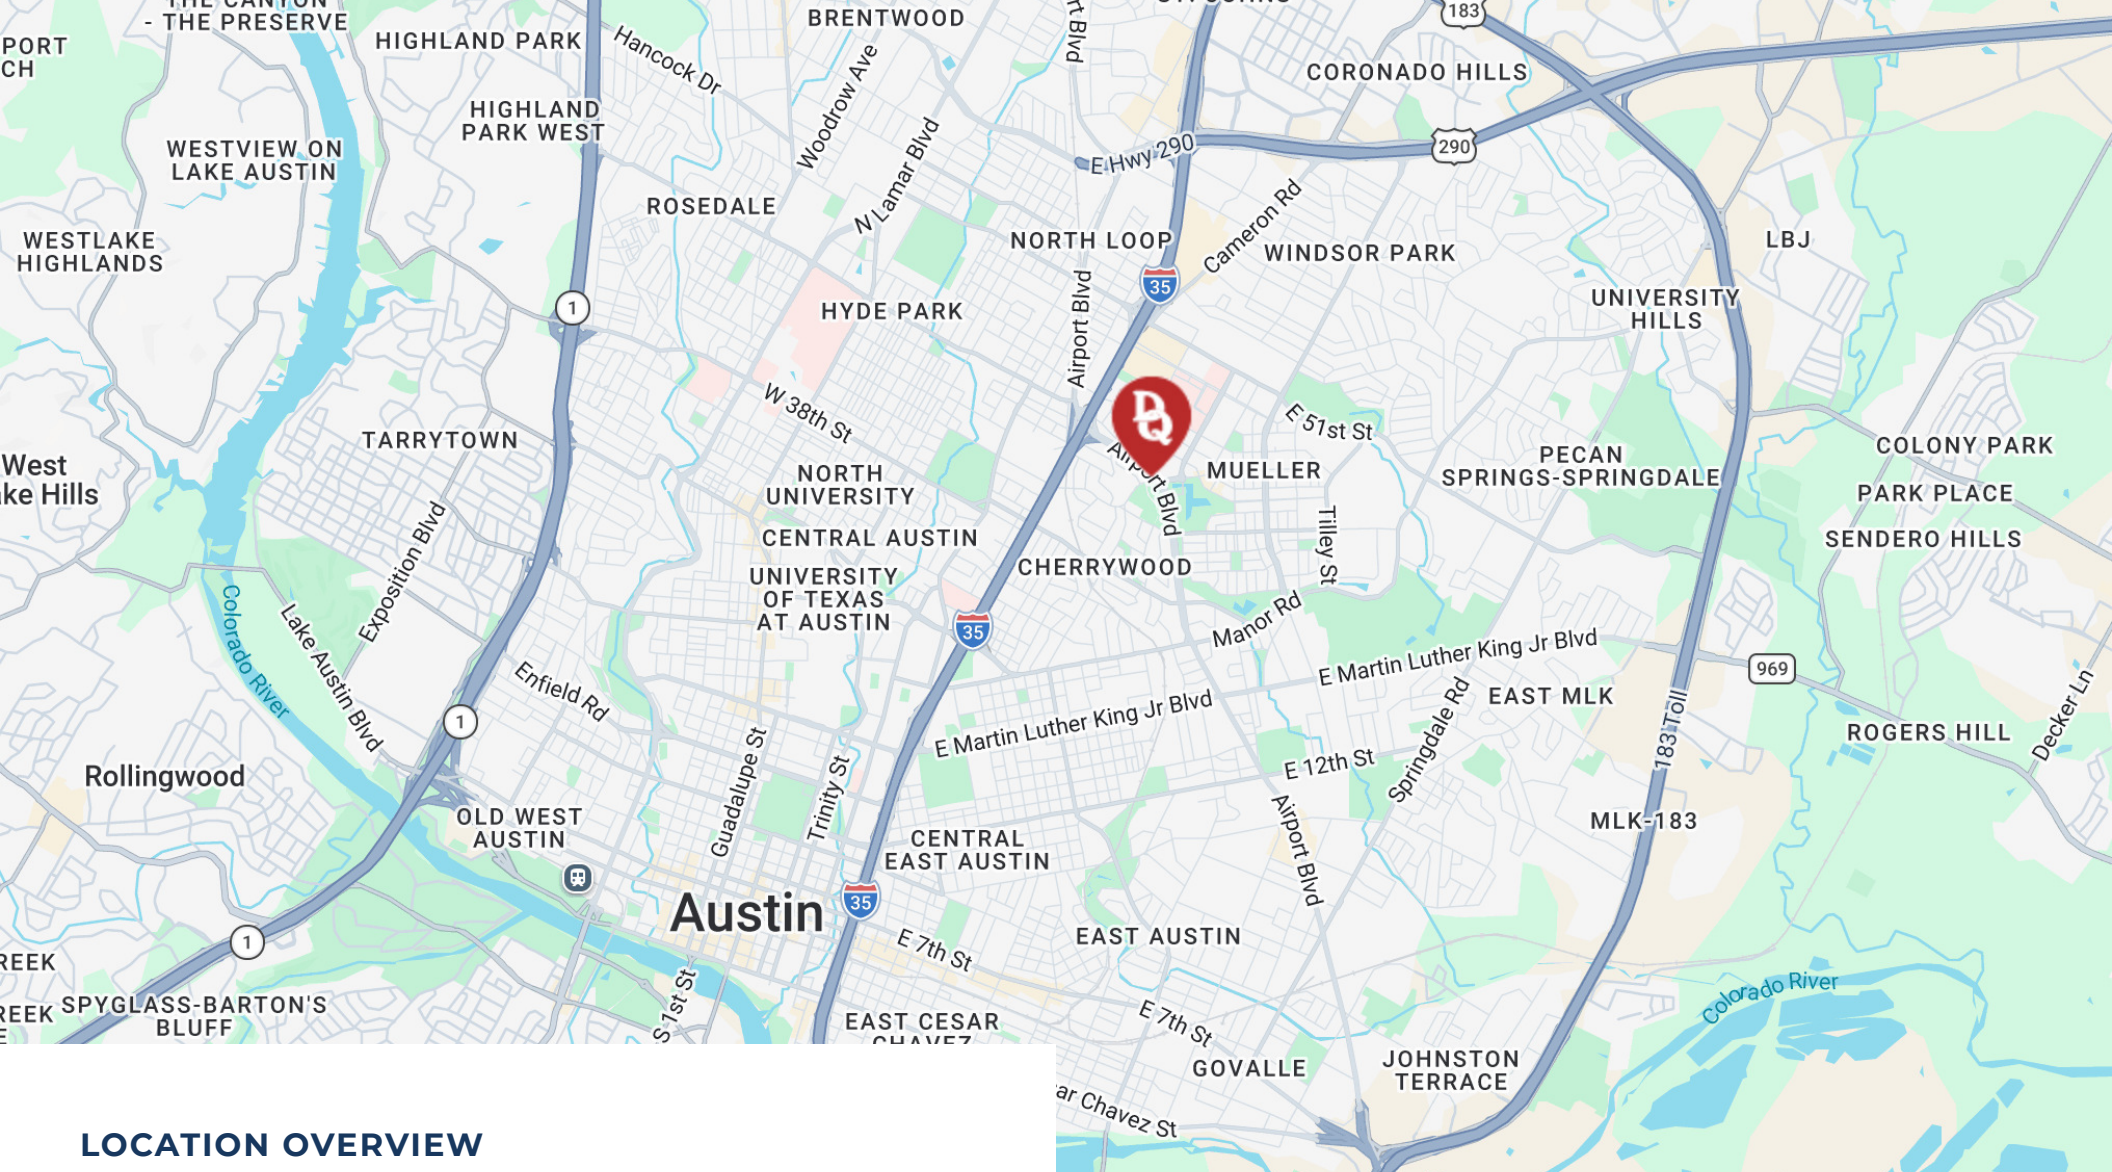 THE CANYON
- THE PRESERVE
HIGHLAND PARK
BRENTWOOD
183
PORT
CH
Hancock Dr
Woodrow Ave
rt Blvd
CORONADO HILLS
HIGHLAND
PARK WEST
WESTVIEW ON
LAKE AUSTIN
N Lamar Blvd
E Hwy 290
290
ROSEDALE
Cameron Rd
WESTLAKE
HIGHLANDS
NORTH LOOP
WINDSOR PARK
LBJ
35
1
HYDE PARK
Airport Blvd
UNIVERSITY
HILLS
W 38th St
DQ
E 51st St
TARRYTOWN
Airport Blvd
MUELLER
PECAN
SPRINGS-SPRINGDALE
COLONY PARK
West
ke Hills
NORTH
UNIVERSITY
PARK PLACE
CENTRAL AUSTIN
Tilley St
SENDERO HILLS
Exposition Blvd
CHERRYWOOD
UNIVERSITY
OF TEXAS
AT AUSTIN
Colorado River
Lake Austin Blvd
35
Manor Rd
E Martin Luther King Jr Blvd
969
Enfield Rd
1
E Martin Luther King Jr Blvd
Springdale Rd
EAST MLK
183 Toll
ROGERS HILL
Decker Ln
Rollingwood
Guadalupe St
Trinity St
E 12th St
OLD WEST
AUSTIN
CENTRAL
EAST AUSTIN
Airport Blvd
MLK-183
Austin
35
1
E 7th St
EAST AUSTIN
REEK
Colorado River
REEK
SPYGLASS-BARTON'S
BLUFF
S 1st St
EAST CESAR
CHAVEZ
E 7th St
GOVALLE
JOHNSTON
TERRACE
ar Chavez St
LOCATION OVERVIEW